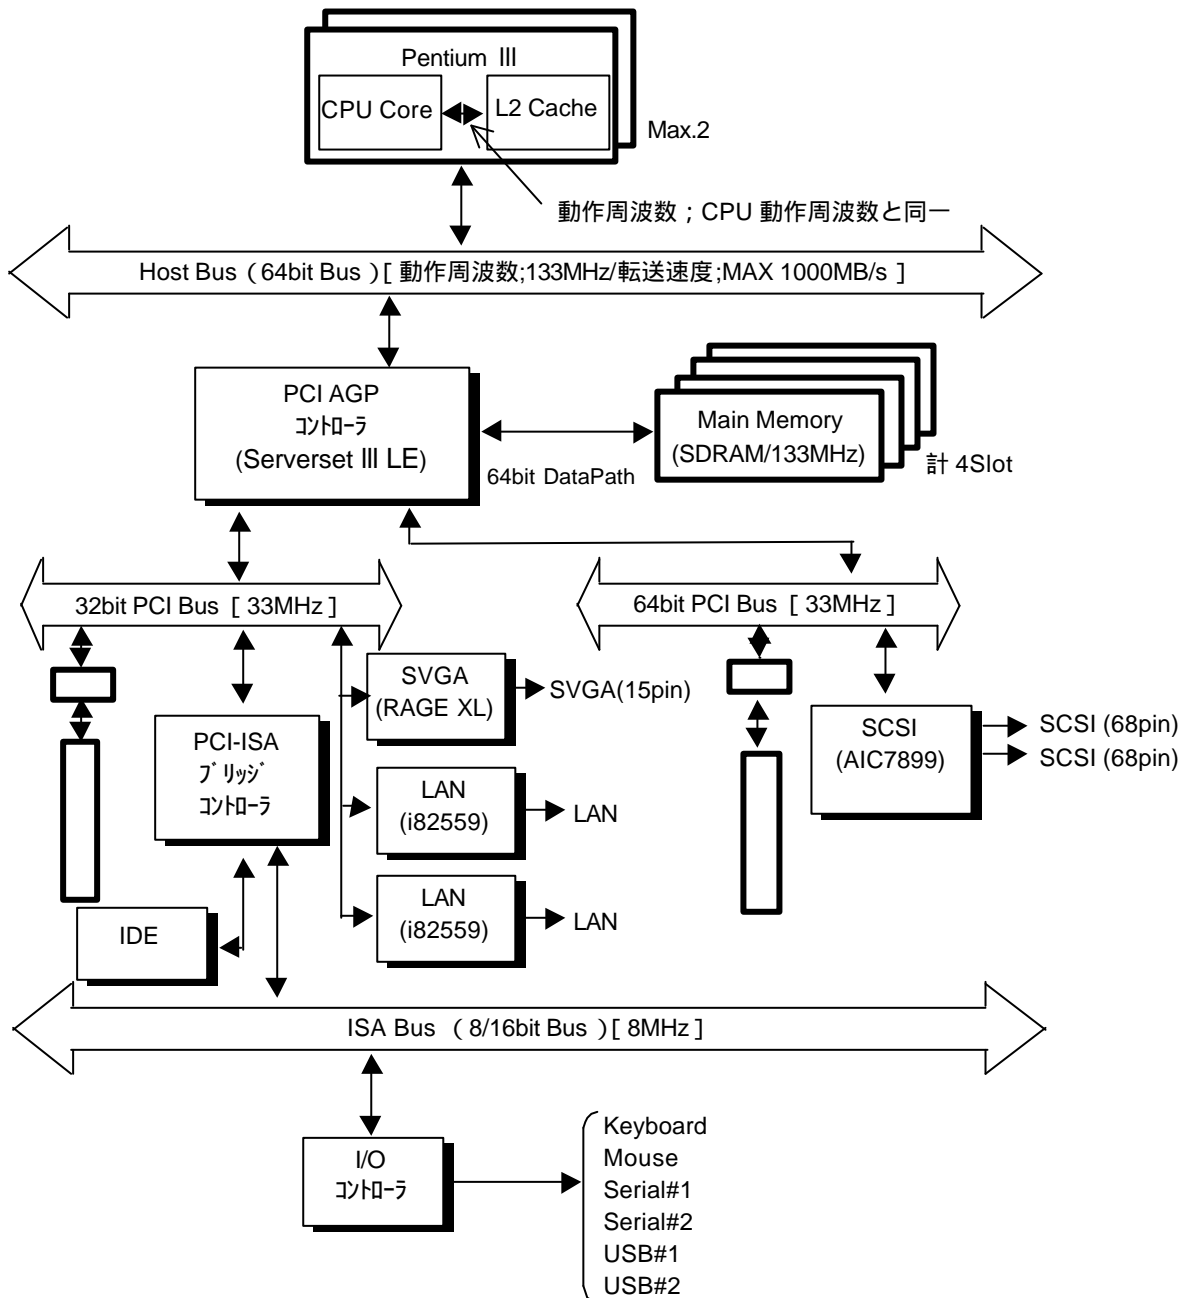 Pentium Ⅲ
CPU Core
L2 Cache
Max.2
動作周波数；CPU 動作周波数と同一
Host Bus（64bit Bus）[ 動作周波数;133MHz/転送速度;MAX 1000MB/s ]
PCI AGP
ｺﾝﾄﾛｰﾗ
(Serverset Ⅲ LE)
Main Memory
(SDRAM/133MHz)
64bit DataPath
計 4Slot
32bit PCI Bus [ 33MHz ]
64bit PCI Bus [ 33MHz ]
SVGA
(RAGE XL)
SVGA(15pin)
PCI-ISA
ﾌﾞﾘｯｼﾞ
ｺﾝﾄﾛｰﾗ
SCSI
(AIC7899)
SCSI (68pin)
SCSI (68pin)
LAN
(i82559)
LAN
LAN
(i82559)
LAN
IDE
ISA Bus （8/16bit Bus）[ 8MHz ]
I/O
ｺﾝﾄﾛｰﾗ
Keyboard
Mouse
Serial#1
Serial#2
USB#1
USB#2